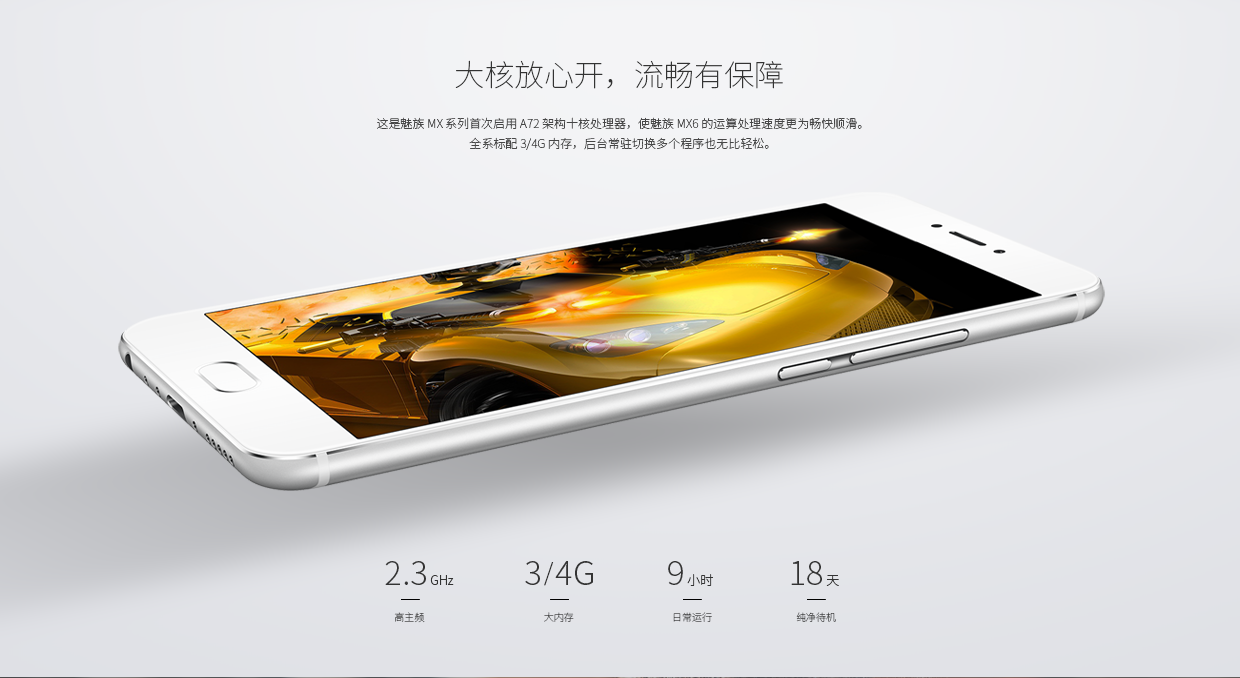 大核放心开，流畅有保障
这是魅族 MX 系列首次启用 A72 架构十核处理器，使魅族 MX6 的运算处理速度更为畅快顺滑。
全系标配 3/4G 内存，后台常驻切换多个程序也无比轻松。
2.3 GHz 3/4G 9 小时 18 天
高主频 大内存 日常运行 纯净待机